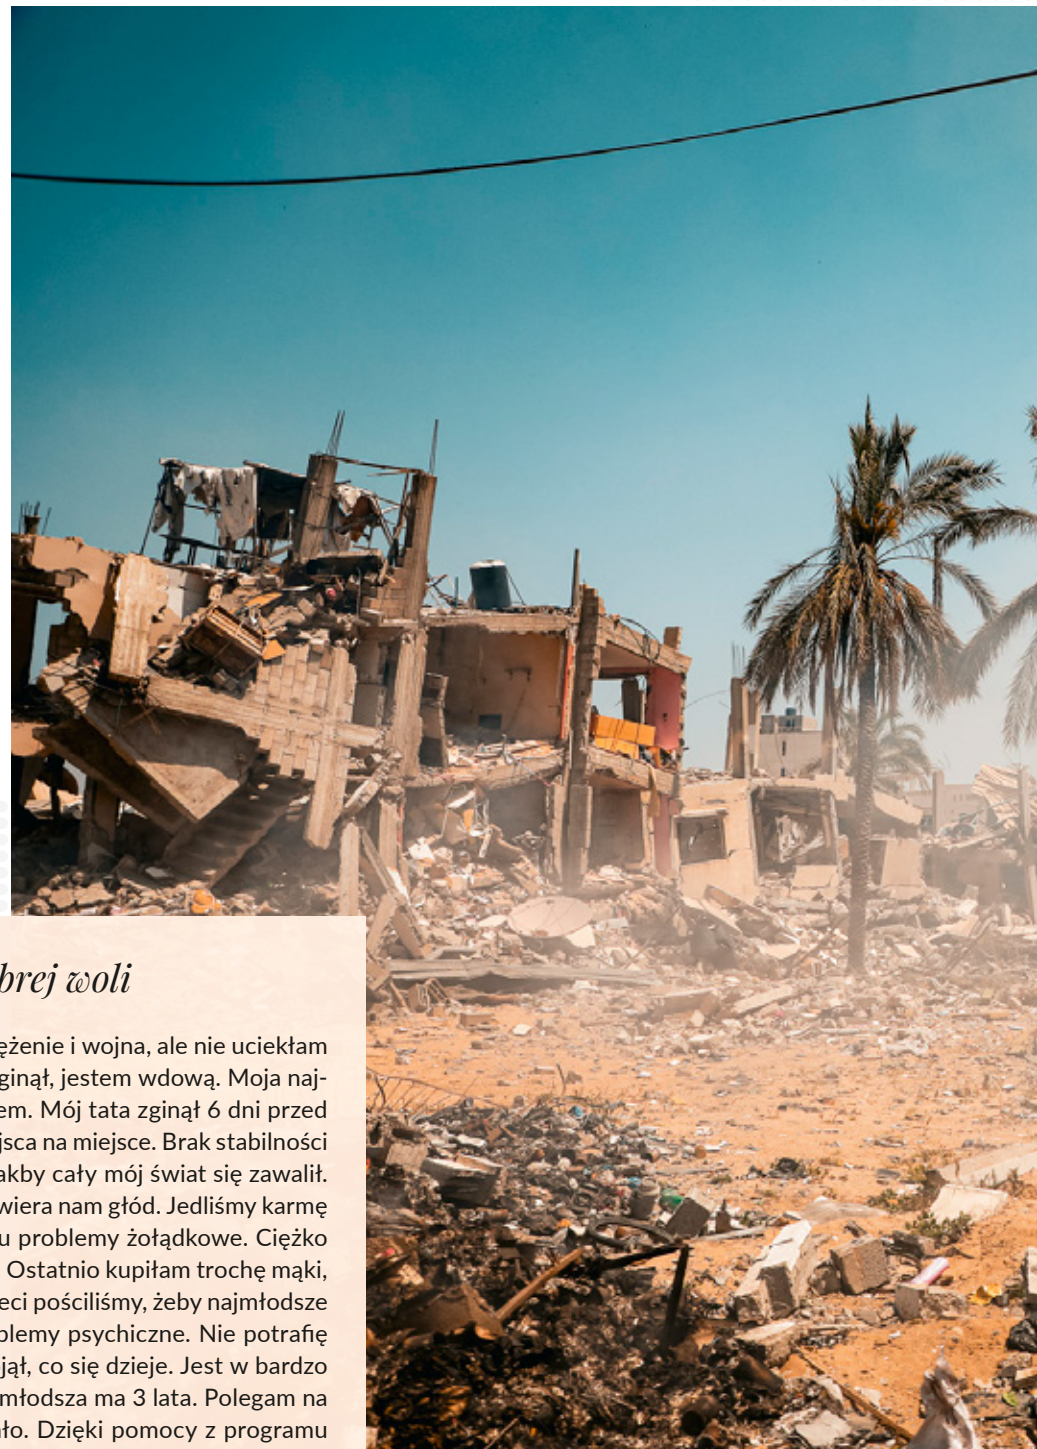 brej woli
ężenie i wojna, ale nie uciekłam
ginął, jestem wdową. Moja naj-
em. Mój tata zginął 6 dni przed
jsca na miejsce. Brak stabilności
akby cały mój świat się zawalił.
wiera nam głód. Jedliśmy karmę
u problemy żołądkowe. Ciężko
Ostatnio kupiłam trochę mąki,
eci pościliśmy, żeby najmłodsze
blemy psychiczne. Nie potrafię
jął, co się dzieje. Jest w bardzo
młodsza ma 3 lata. Polegam na
ło. Dzięki pomocy z programu